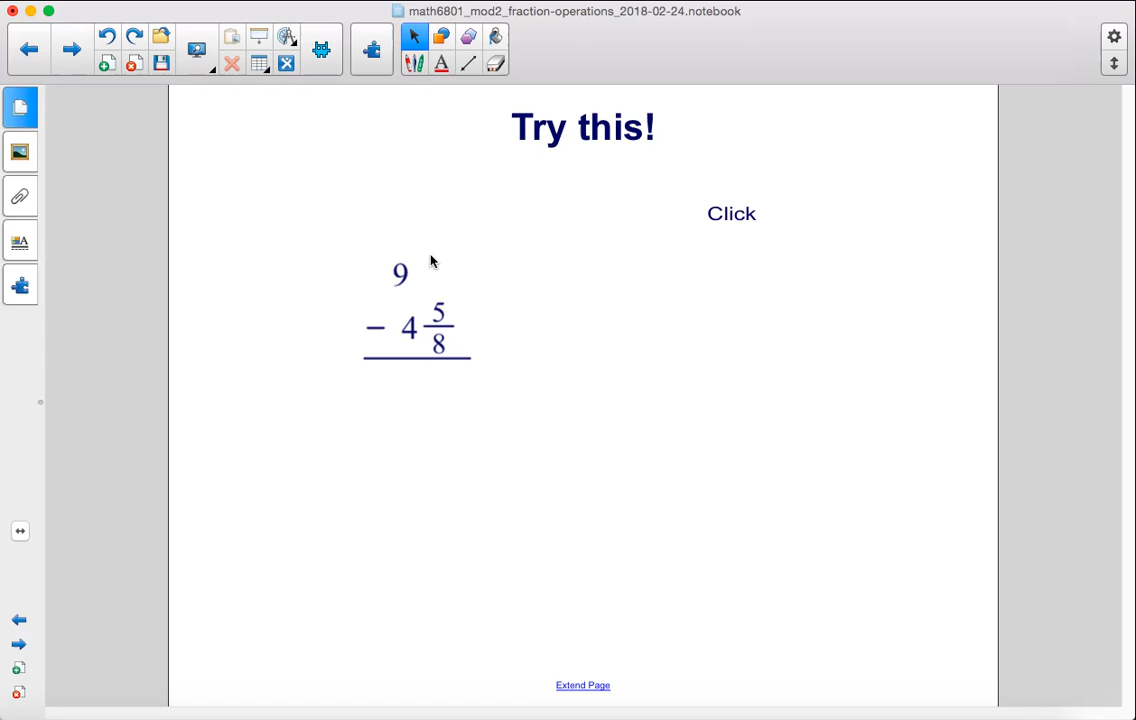 math6801_mod2_fraction-operations_2018-02-24.notebook
Try this!
Click
9
− 4 5/8
Extend Page